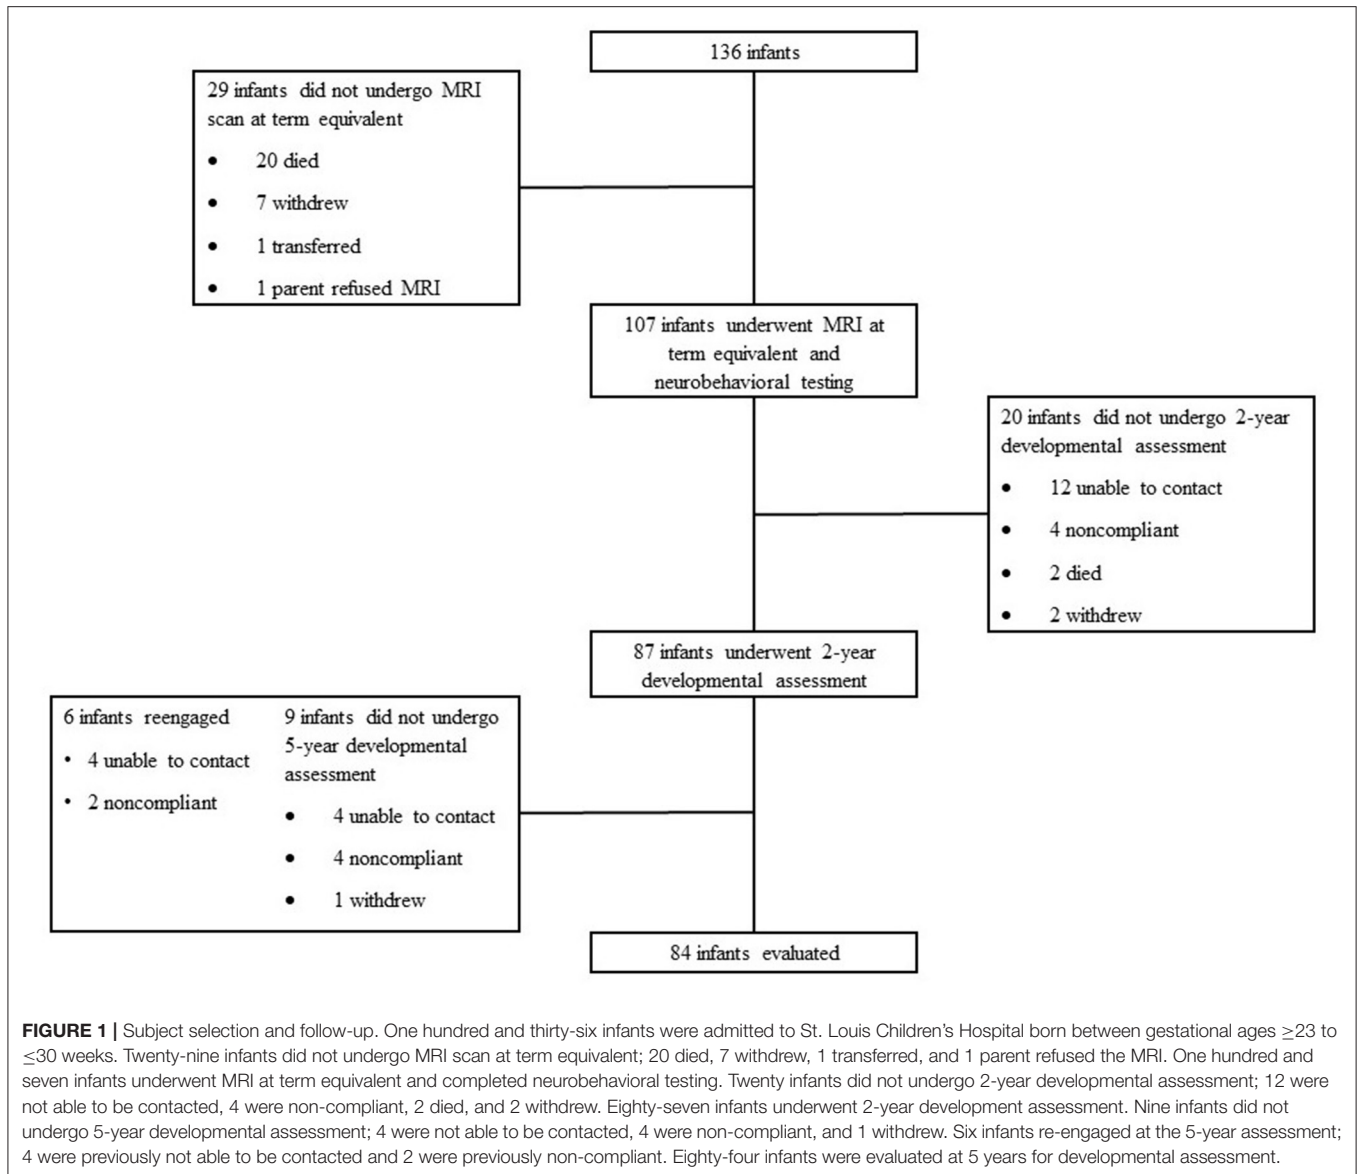 136 infants
29 infants did not undergo MRI
scan at term equivalent
• 20 died
• 7 withdrew
• 1 transferred
• 1 parent refused MRI
107 infants underwent MRI at
term equivalent and
neurobehavioral testing
20 infants did not undergo 2-year
developmental assessment
• 12 unable to contact
• 4 noncompliant
• 2 died
• 2 withdrew
87 infants underwent 2-year
developmental assessment
6 infants reengaged
• 4 unable to contact
• 2 noncompliant
9 infants did not undergo
5-year developmental
assessment
• 4 unable to contact
• 4 noncompliant
• 1 withdrew
84 infants evaluated
FIGURE 1 | Subject selection and follow-up. One hundred and thirty-six infants were admitted to St. Louis Children's Hospital born between gestational ages ≥23 to
≤30 weeks. Twenty-nine infants did not undergo MRI scan at term equivalent; 20 died, 7 withdrew, 1 transferred, and 1 parent refused the MRI. One hundred and
seven infants underwent MRI at term equivalent and completed neurobehavioral testing. Twenty infants did not undergo 2-year developmental assessment; 12 were
not able to be contacted, 4 were non-compliant, 2 died, and 2 withdrew. Eighty-seven infants underwent 2-year development assessment. Nine infants did not
undergo 5-year developmental assessment; 4 were not able to be contacted, 4 were non-compliant, and 1 withdrew. Six infants re-engaged at the 5-year assessment;
4 were previously not able to be contacted and 2 were previously non-compliant. Eighty-four infants were evaluated at 5 years for developmental assessment.